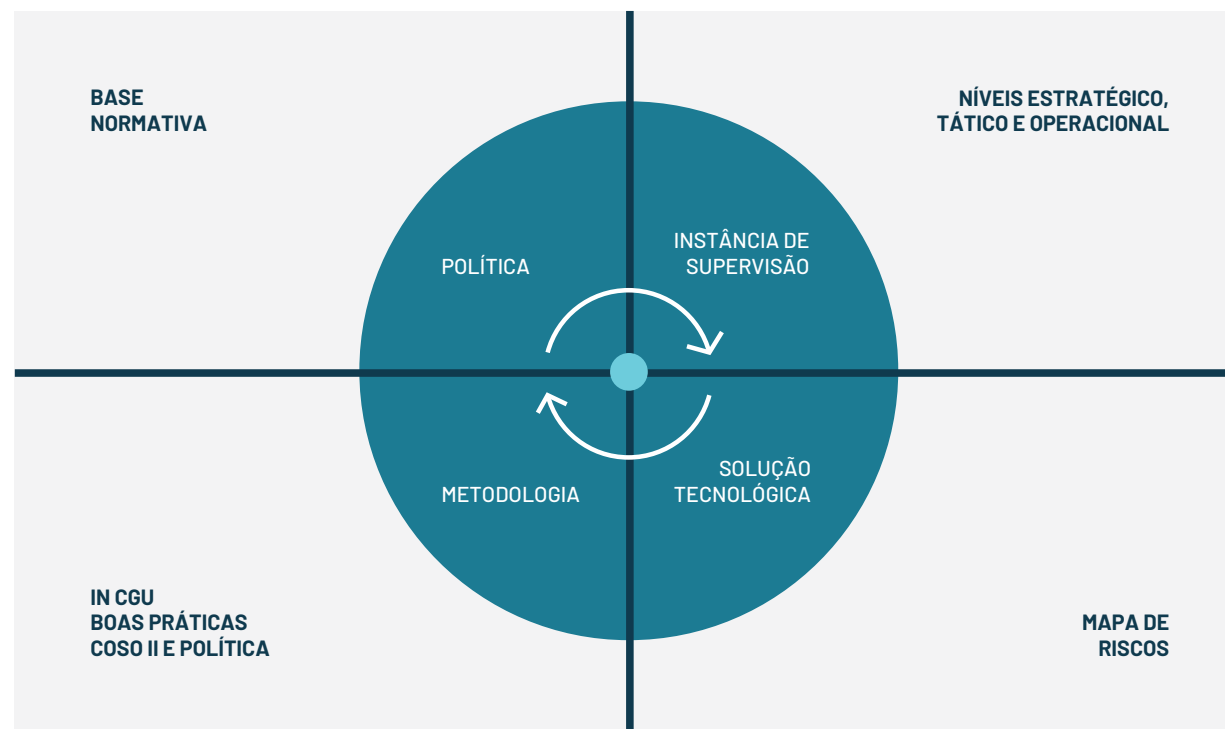 BASE
NORMATIVA
NÍVEIS ESTRATÉGICO,
TÁTICO E OPERACIONAL
POLÍTICA
INSTÂNCIA DE
SUPERVISÃO
METODOLOGIA
SOLUÇÃO
TECNOLÓGICA
IN CGU
BOAS PRÁTICAS
COSO II E POLÍTICA
MAPA DE
RISCOS